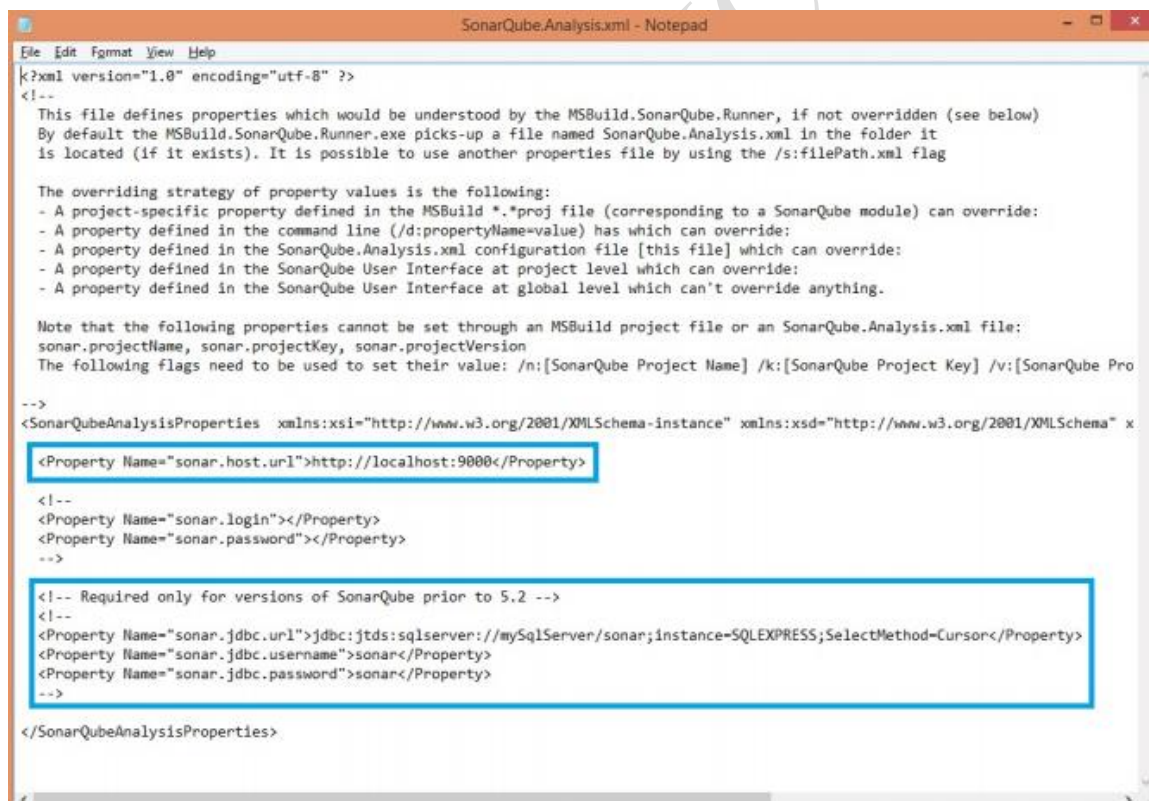 SonarQube.Analysis.xml - Notepad
File Edit Format View Help
<?xml version="1.0" encoding="utf-8" ?>
<!--
This file defines properties which would be understood by the MSBuild.SonarQube.Runner, if not overridden (see below)
By default the MSBuild.SonarQube.Runner.exe picks-up a file named SonarQube.Analysis.xml in the folder it
is located (if it exists). It is possible to use another properties file by using the /s:filePath.xml flag
The overriding strategy of property values is the following:
- A project-specific property defined in the MSBuild *.*proj file (corresponding to a SonarQube module) can override:
- A property defined in the command line (/d:propertyName=value) has which can override:
- A property defined in the SonarQube.Analysis.xml configuration file [this file] which can override:
- A property defined in the SonarQube User Interface at project level which can override:
- A property defined in the SonarQube User Interface at global level which can't override anything.
Note that the following properties cannot be set through an MSBuild project file or an SonarQube.Analysis.xml file:
sonar.projectName, sonar.projectKey, sonar.projectVersion
The following flags need to be used to set their value: /n:[SonarQube Project Name] /k:[SonarQube Project Key] /v:[SonarQube Pro
-->
<SonarQubeAnalysisProperties  xmlns:xsi="http://www.w3.org/2001/XMLSchema-instance" xmlns:xsd="http://www.w3.org/2001/XMLSchema" x
<Property Name="sonar.host.url">http://localhost:9000</Property>
<!--
<Property Name="sonar.login"></Property>
<Property Name="sonar.password"></Property>
-->
<!-- Required only for versions of SonarQube prior to 5.2 -->
<!--
<Property Name="sonar.jdbc.url">jdbc:jtds:sqlserver://mySqlServer/sonar;instance=SQLEXPRESS;SelectMethod=Cursor</Property>
<Property Name="sonar.jdbc.username">sonar</Property>
<Property Name="sonar.jdbc.password">sonar</Property>
-->
</SonarQubeAnalysisProperties>